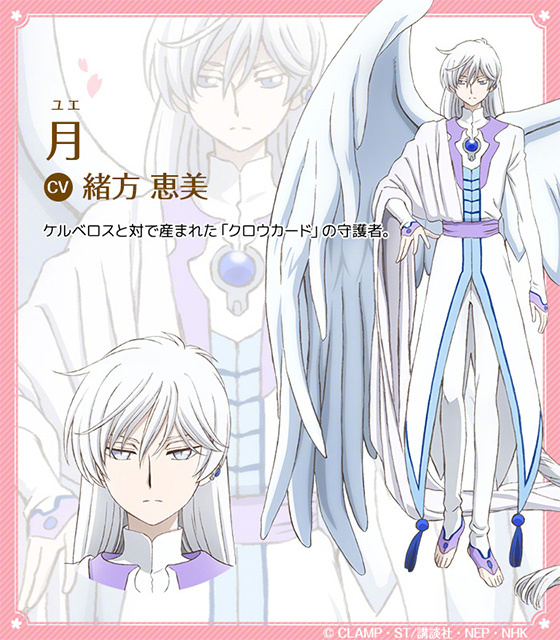 ユエ
月
CV 緒方 恵美
ケルベロスと対で産まれた「クロウカード」の守護者。
© CLAMP・ST/講談社・NEP・NHK